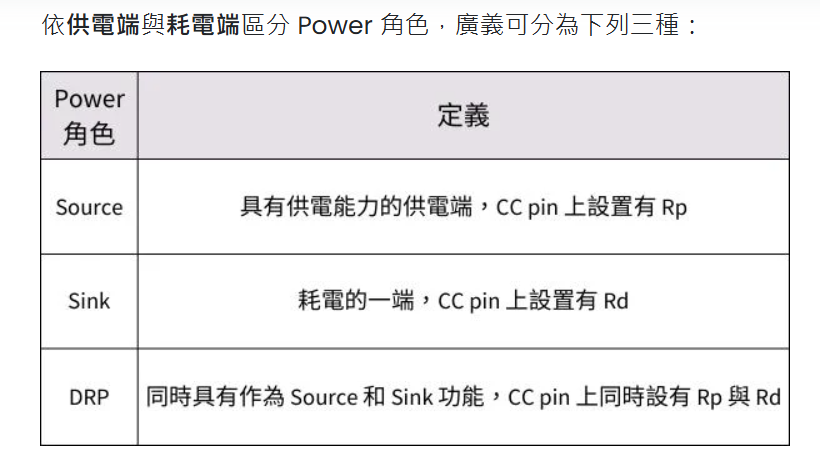 依供電端與耗電端區分 Power 角色，廣義可分為下列三種：
Power
角色
定義
Source
具有供電能力的供電端，CC pin 上設置有 Rp
Sink
耗電的一端，CC pin 上設置有 Rd
DRP
同時具有作為 Source 和 Sink 功能，CC pin 上同時設有 Rp 與 Rd